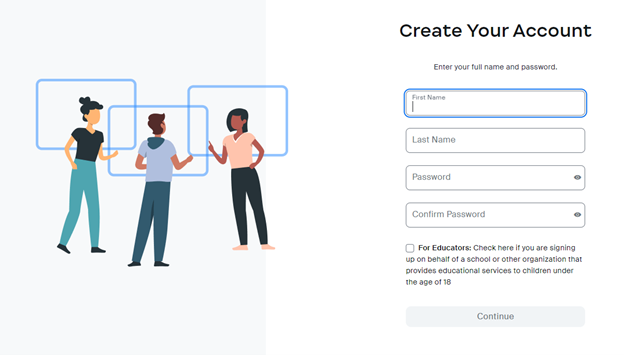 Create Your Account
Enter your full name and password.
First Name
Last Name
Password
Confirm Password
For Educators: Check here if you are signing
up on behalf of a school or other organization that
provides educational services to children under
the age of 18
Continue